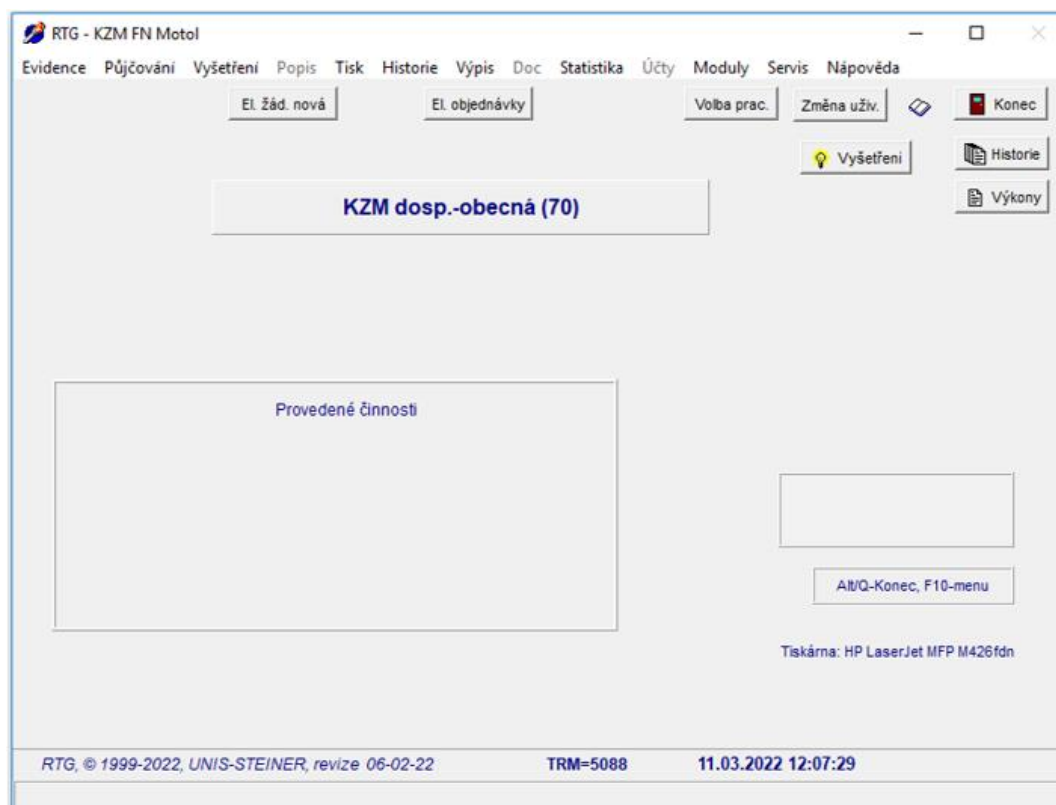 RTG - KZM FN Motol
Evidence Půjčování Vyšetření Popis Tisk Historie Výpis Doc Statistika Účty Moduly Servis Nápověda
El. žád. nová El. objednávky Volba prac. Změna uživ. Konec
Vyšetřeni Historie
KZM dosp.-obecná (70) Výkony
Provedené činnosti
Alt/Q-Konec, F10-menu
Tiskárna: HP LaserJet MFP M426fdn
RTG, © 1999-2022, UNIS-STEINER, revize 06-02-22 TRM=5088 11.03.2022 12:07:29